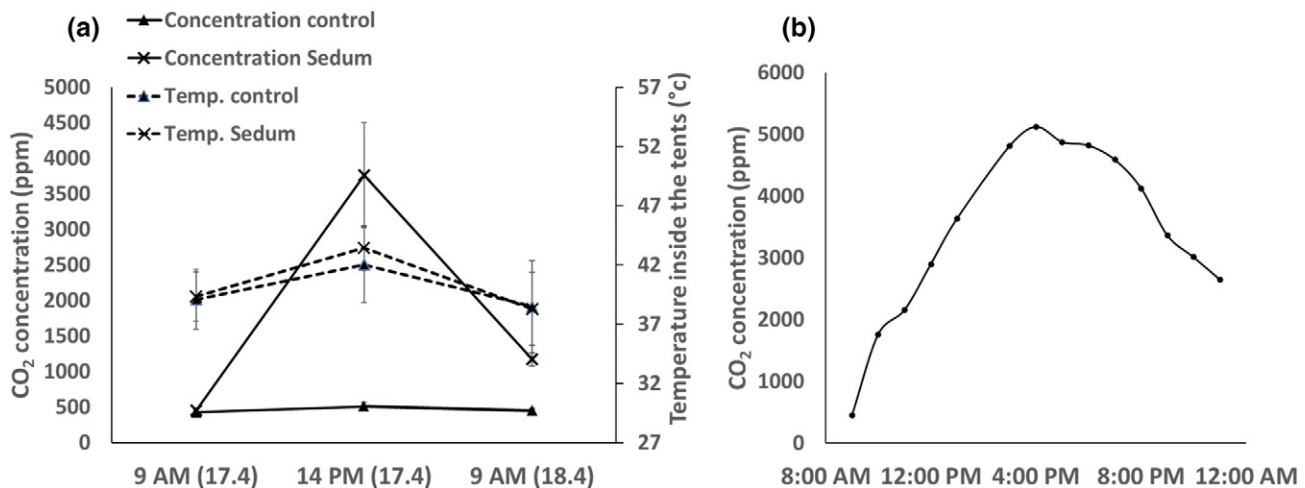 (a)
Concentration control
Concentration Sedum
Temp. control
Temp. Sedum
CO2 concentration (ppm)
5000
4500
4000
3500
3000
2500
2000
1500
1000
500
0
57
52
47
42
37
32
27
Temperature inside the tents (°c)
9 AM (17.4) 14 PM (17.4) 9 AM (18.4)
(b)
CO2 concentration (ppm)
6000
5000
4000
3000
2000
1000
0
8:00 AM 12:00 PM 4:00 PM 8:00 PM 12:00 AM